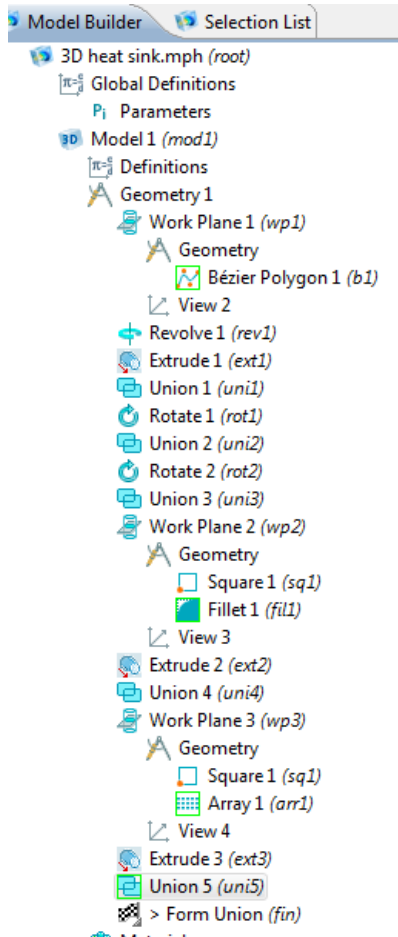 Model Builder Selection List
3D heat sink.mph (root)
Global Definitions
Pi Parameters
3D Model 1 (mod1)
Definitions
Geometry 1
Work Plane 1 (wp1)
Geometry
Bézier Polygon 1 (b1)
View 2
Revolve 1 (rev1)
Extrude 1 (ext1)
Union 1 (uni1)
Rotate 1 (rot1)
Union 2 (uni2)
Rotate 2 (rot2)
Union 3 (uni3)
Work Plane 2 (wp2)
Geometry
Square 1 (sq1)
Fillet 1 (fil1)
View 3
Extrude 2 (ext2)
Union 4 (uni4)
Work Plane 3 (wp3)
Geometry
Square 1 (sq1)
Array 1 (arr1)
View 4
Extrude 3 (ext3)
Union 5 (uni5)
> Form Union (fin)